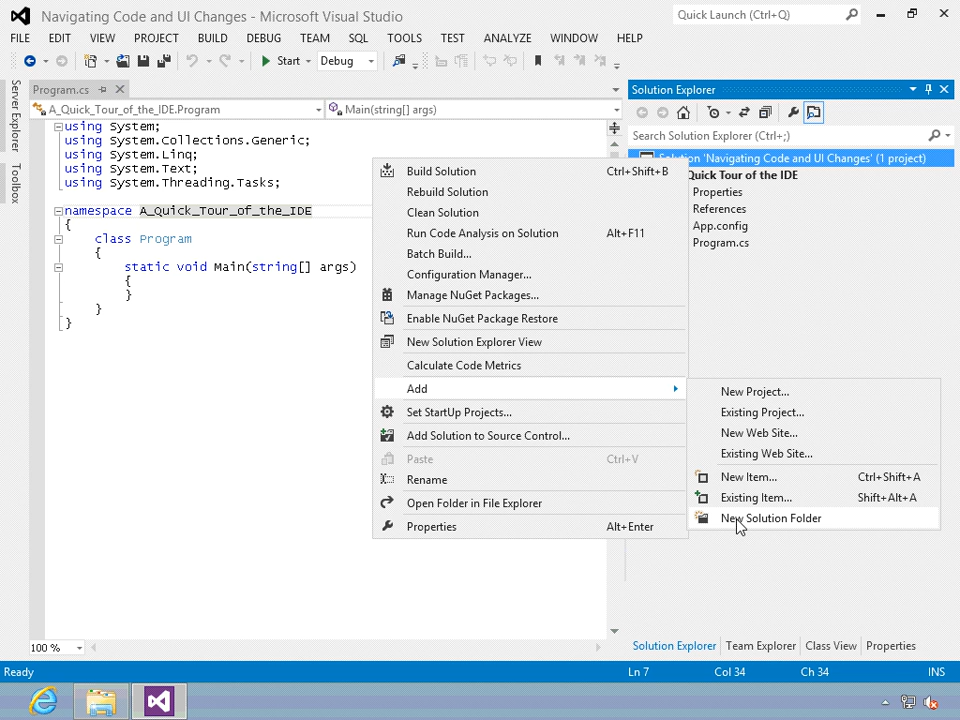 Navigating Code and UI Changes - Microsoft Visual Studio
Quick Launch (Ctrl+Q)
FILE EDIT VIEW PROJECT BUILD DEBUG TEAM SQL TOOLS TEST ANALYZE WINDOW HELP
Start Debug
Server Explorer
Toolbox
Program.cs
A_Quick_Tour_of_the_IDE.Program
Main(string[] args)
using System;
using System.Collections.Generic;
using System.Linq;
using System.Text;
using System.Threading.Tasks;
namespace A_Quick_Tour_of_the_IDE
{
class Program
{
static void Main(string[] args)
{
}
}
}
100 %
Build Solution Ctrl+Shift+B
Rebuild Solution
Clean Solution
Run Code Analysis on Solution Alt+F11
Batch Build...
Configuration Manager...
Manage NuGet Packages...
Enable NuGet Package Restore
New Solution Explorer View
Calculate Code Metrics
Add
Set StartUp Projects...
Add Solution to Source Control...
Paste Ctrl+V
Rename
Open Folder in File Explorer
Properties Alt+Enter
New Project...
Existing Project...
New Web Site...
Existing Web Site...
New Item... Ctrl+Shift+A
Existing Item... Shift+Alt+A
New Solution Folder
Solution Explorer
Search Solution Explorer (Ctrl+;)
Solution 'Navigating Code and UI Changes' (1 project)
Quick Tour of the IDE
Properties
References
App.config
Program.cs
Solution Explorer Team Explorer Class View Properties
Ready Ln 7 Col 34 Ch 34 INS